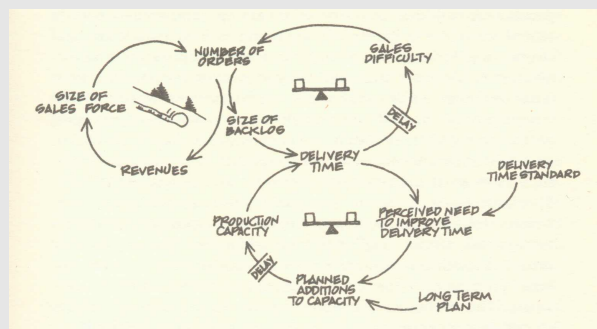 NUMBER OF
ORDERS
SALES
DIFFICULTY
SIZE OF
SALES FORCE
SIZE OF
BACKLOG
DELAY
REVENUES
DELIVERY
TIME
DELIVERY
TIME STANDARD
PRODUCTION
CAPACITY
PERCEIVED NEED
TO IMPROVE
DELIVERY TIME
DELAY
PLANNED
ADDITIONS
TO CAPACITY
LONG TERM
PLAN